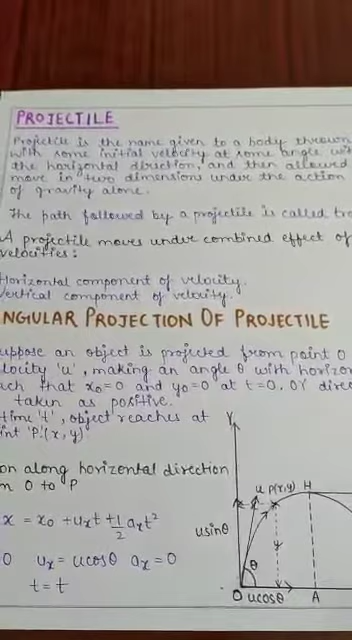 PROJECTILE
Projectile is the name given to a body thrown
with some initial velocity at some angle wit
the horizontal direction, and then allowed
move in two dimensions under the action
of gravity alone.
The path followed by a projectile is called tra
A projectile moves under combined effect of
velocities:
Horizontal component of velocity.
Vertical component of velocity.
NGULAR PROJECTION OF PROJECTILE
uppose an object is projected from point O
locity 'u', making an angle θ with horizon
uch that x₀=0 and y₀=0 at t=0. OY direc
taken as positive.
time 't', object reaches at
int 'P'(x,y)
on along horizontal direction
m O to P
x = x₀ + uₓt + 1/2 aₓt²
0 uₓ = ucosθ aₓ=0
t = t
Y
u P(x,y) H
usinθ
x
y
θ
O ucosθ A